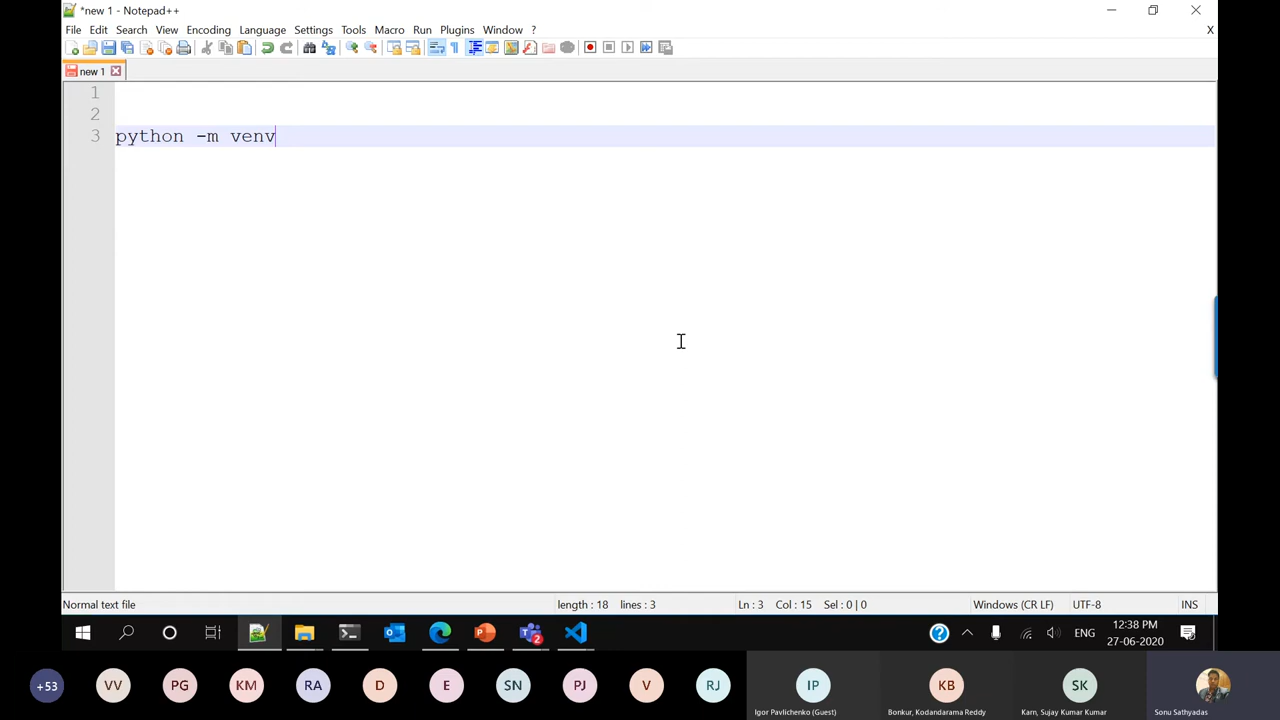 *new 1 - Notepad++
File Edit Search View Encoding Language Settings Tools Macro Run Plugins Window ? X
new 1
1
2
3 python -m venv
Normal text file length : 18 lines : 3 Ln : 3 Col : 15 Sel : 0 | 0 Windows (CR LF) UTF-8 INS
2 ? ENG 12:38 PM
27-06-2020
+53 VV PG KM RA D E SN PJ V RJ IP KB SK
Igor Pavlichenko (Guest) Bonkur, Kodandarama Reddy Karn, Sujay Kumar Kumar Sonu Sathyadas